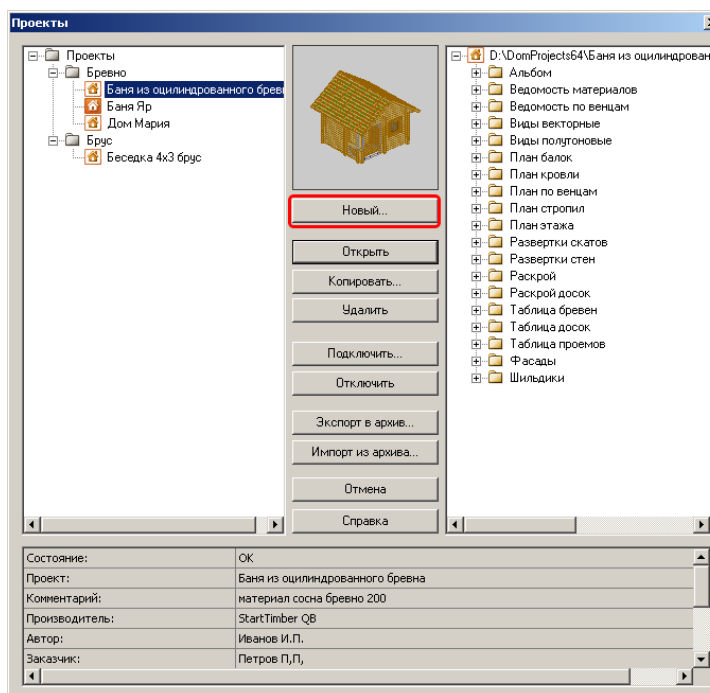 Проекты
Проекты
Бревно
Баня из оцилиндрованного брев
Баня Яр
Дом Мария
Брус
Беседка 4х3 брус
Новый...
Открыть
Копировать...
Удалить
Подключить...
Отключить
Экспорт в архив...
Импорт из архива...
Отмена
Справка
D:\DomProjects64\Баня из оцилиндрован
Альбом
Ведомость материалов
Ведомость по венцам
Виды векторные
Виды полутоновые
План балок
План кровли
План по венцам
План стропил
План этажа
Развертки скатов
Развертки стен
Раскрой
Раскрой досок
Таблица бревен
Таблица досок
Таблица проемов
Фасады
Шильдики
Состояние: ОК
Проект: Баня из оцилиндрованного бревна
Комментарий: материал сосна бревно 200
Производитель: StartTimber QB
Автор: Иванов И.П.
Заказчик: Петров П,П,